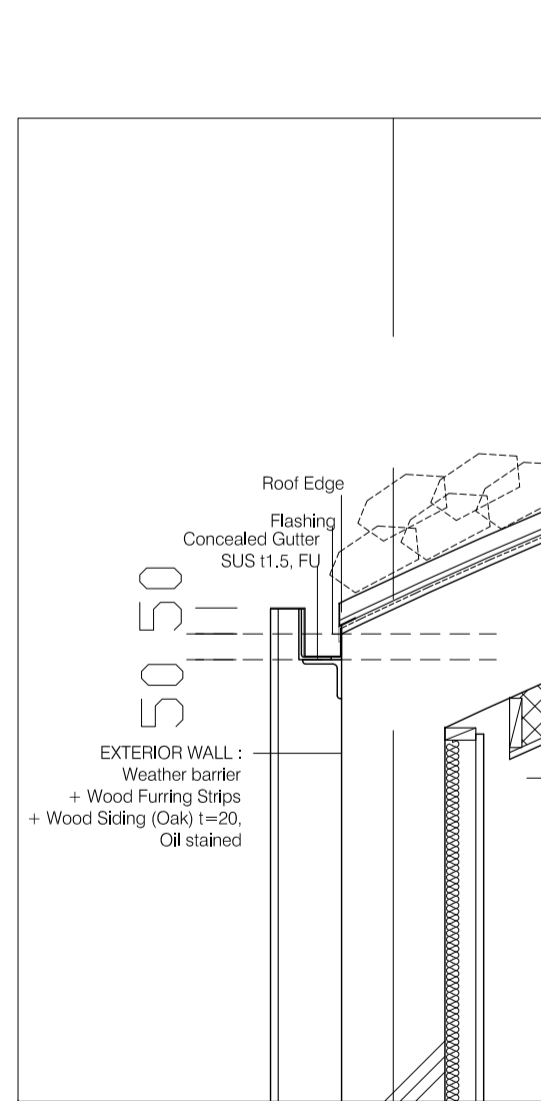 Roof Edge
Flashing
Concealed Gutter
SUS t1.5, FU
50
50
EXTERIOR WALL :
Weather barrier
+ Wood Furring Strips
+ Wood Siding (Oak) t=20,
Oil stained